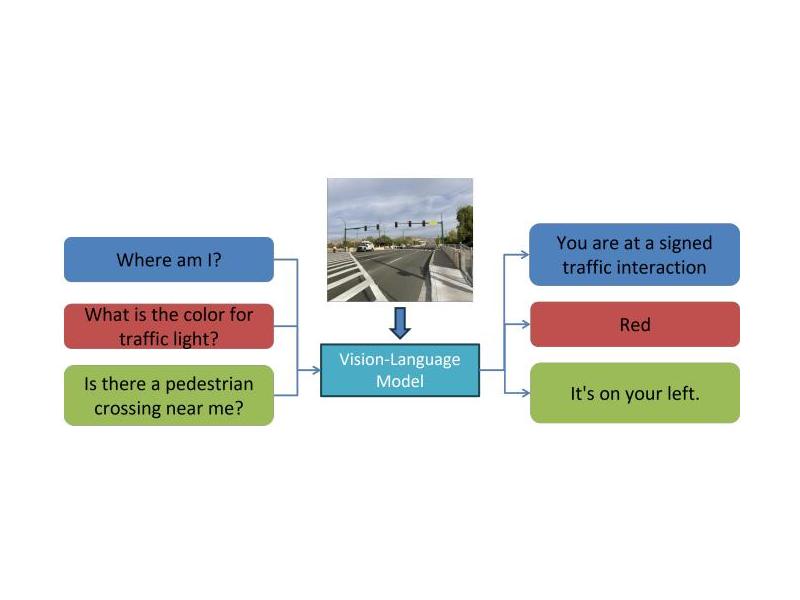 Where am I?
What is the color for
traffic light?
Is there a pedestrian
crossing near me?
Vision-Language
Model
You are at a signed
traffic interaction
Red
It's on your left.